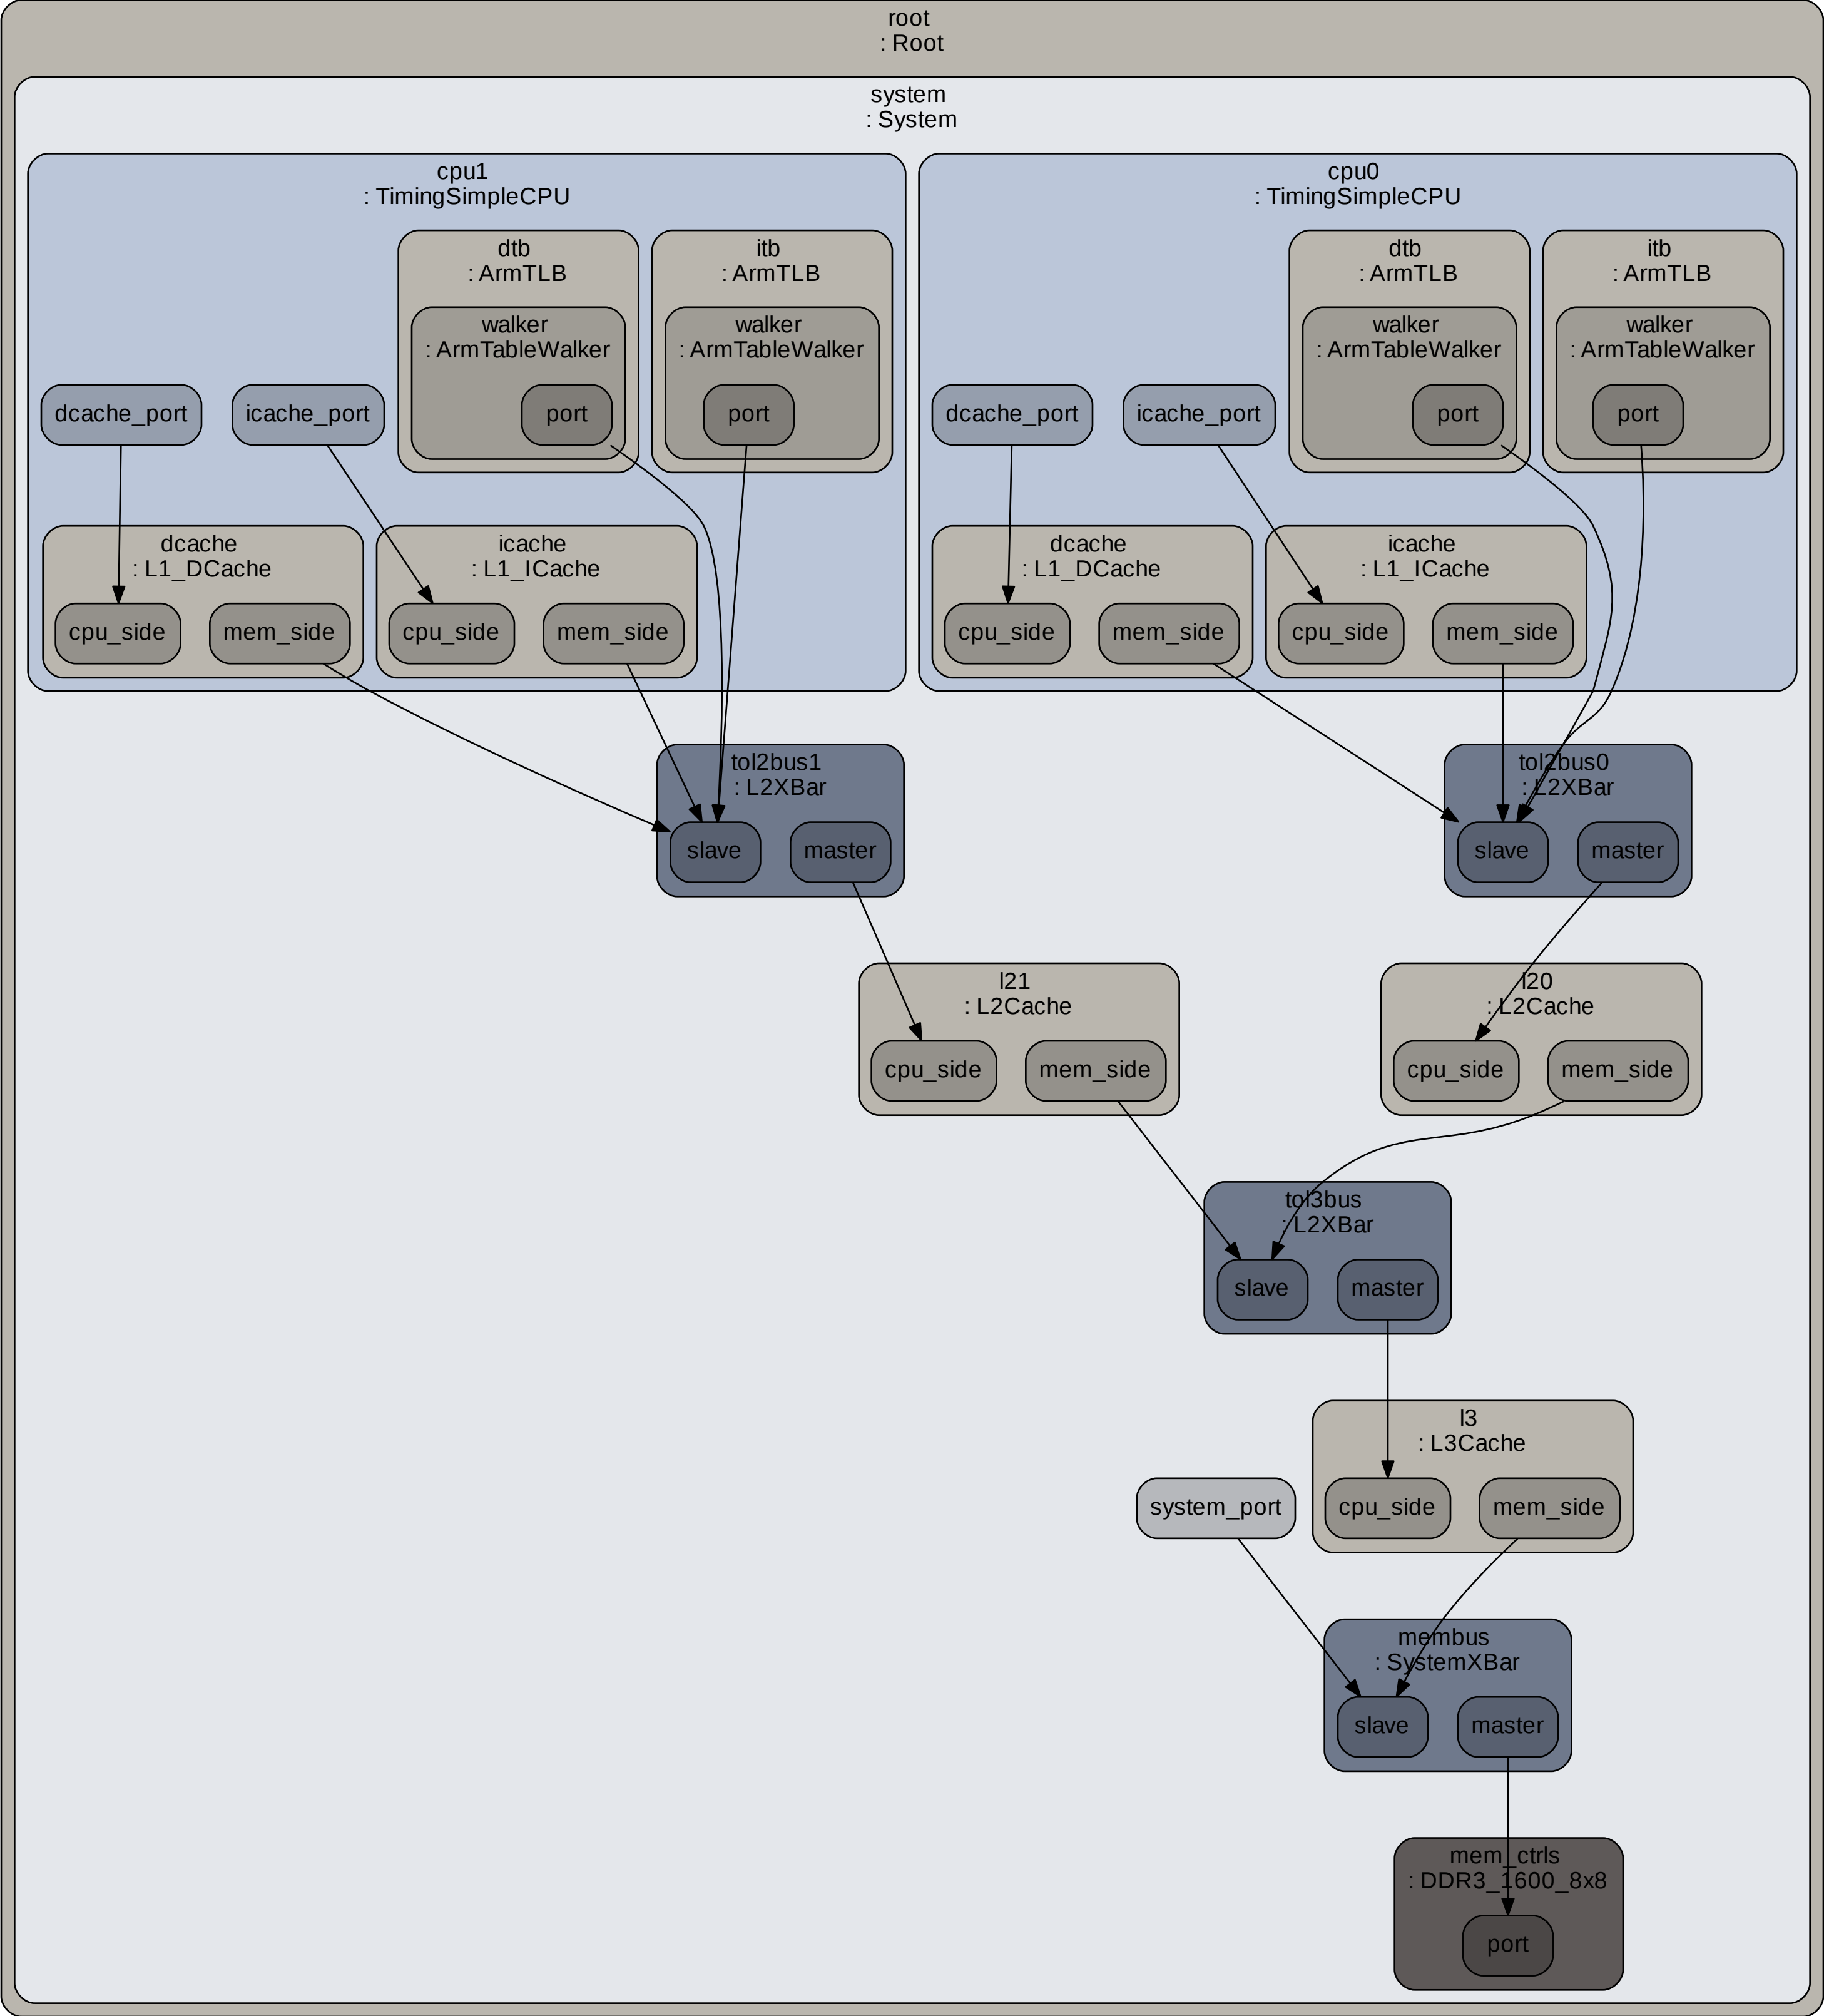 root
: Root
system
: System
cpu1
: TimingSimpleCPU
dtb
: ArmTLB
walker
: ArmTableWalker
port
itb
: ArmTLB
walker
: ArmTableWalker
port
dcache_port
icache_port
dcache
: L1_DCache
cpu_side
mem_side
icache
: L1_ICache
cpu_side
mem_side
cpu0
: TimingSimpleCPU
dtb
: ArmTLB
walker
: ArmTableWalker
port
itb
: ArmTLB
walker
: ArmTableWalker
port
dcache_port
icache_port
dcache
: L1_DCache
cpu_side
mem_side
icache
: L1_ICache
cpu_side
mem_side
tol2bus1
: L2XBar
slave
master
tol2bus0
: L2XBar
slave
master
l21
: L2Cache
cpu_side
mem_side
l20
: L2Cache
cpu_side
mem_side
tol3bus
: L2XBar
slave
master
l3
: L3Cache
cpu_side
mem_side
system_port
membus
: SystemXBar
slave
master
mem_ctrls
: DDR3_1600_8x8
port